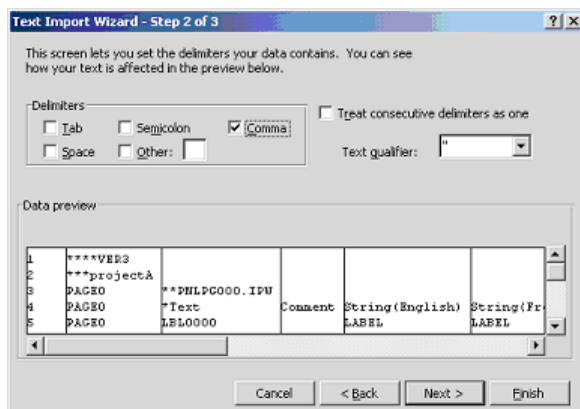 Text Import Wizard - Step 2 of 3
This screen lets you set the delimiters your data contains. You can see
how your text is affected in the preview below.
Delimiters
Tab Semicolon Comma
Space Other:
Treat consecutive delimiters as one
Text qualifier: "
Data preview
1 ****VER3
2 ***projectA
3 PAGE0 **PNLPG000.IPW
4 PAGE0 *Text Comment String(English) String(Fr
5 PAGE0 LBL0000 LABEL LABEL
Cancel < Back Next > Finish